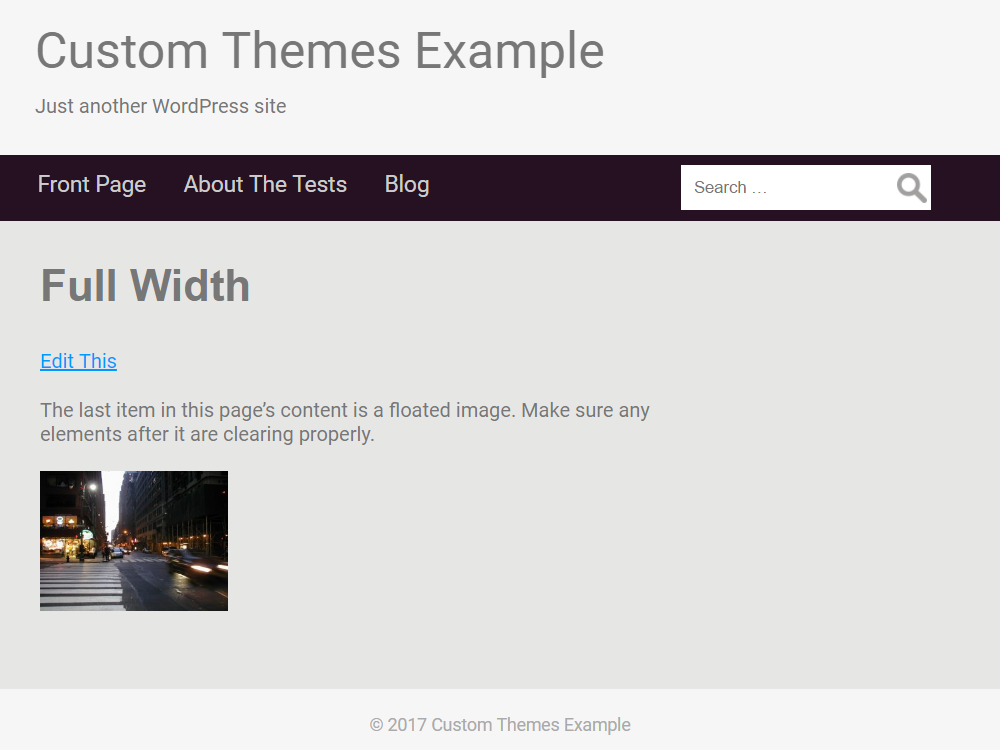 Custom Themes Example
Just another WordPress site
Front Page
About The Tests
Blog
Search …
Full Width
Edit This
The last item in this page’s content is a floated image. Make sure any
elements after it are clearing properly.
© 2017 Custom Themes Example